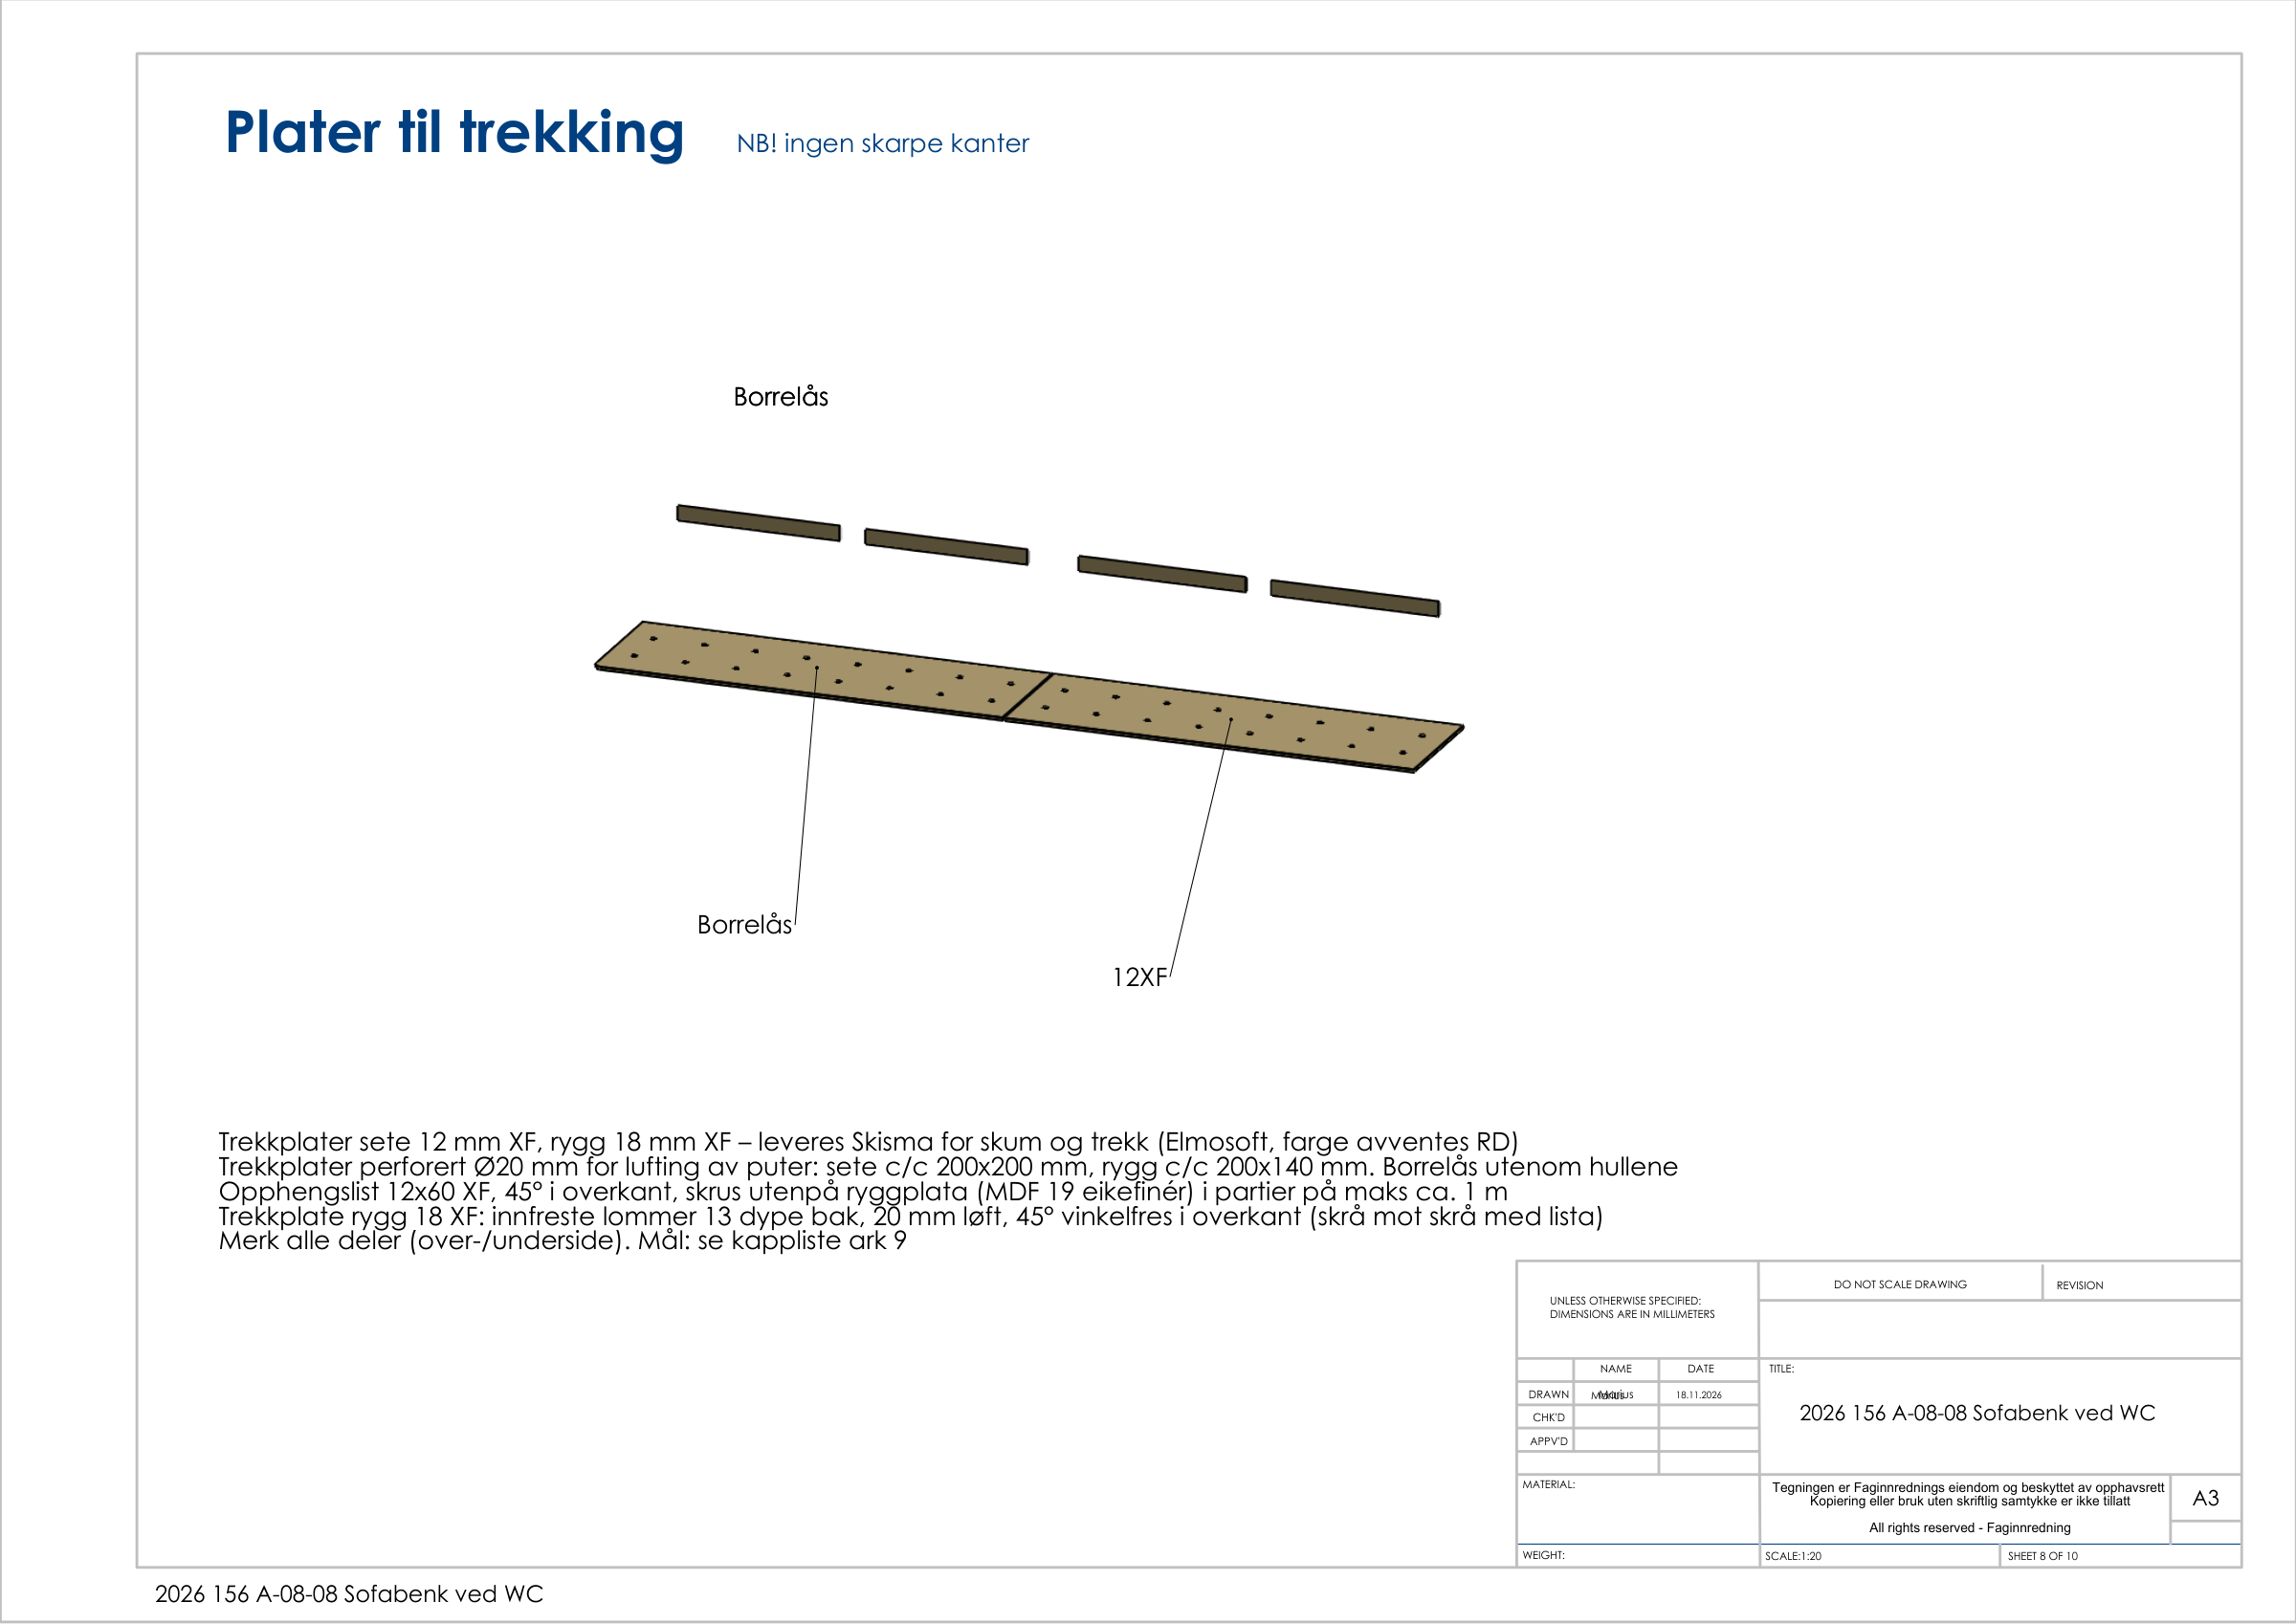 Plater til trekking NB! ingen skarpe kanter
Borrelås
Borrelås
12XF
Trekkplater sete 12 mm XF, rygg 18 mm XF – leveres Skisma for skum og trekk (Elmosoft, farge avventes RD)
Trekkplater perforert Ø20 mm for lufting av puter: sete c/c 200x200 mm, rygg c/c 200x140 mm. Borrelås utenom hullene
Opphengslist 12x60 XF, 45° i overkant, skrus utenpå ryggplata (MDF 19 eikefinér) i partier på maks ca. 1 m
Trekkplate rygg 18 XF: innfreste lommer 13 dype bak, 20 mm løft, 45° vinkelfres i overkant (skrå mot skrå med lista)
Merk alle deler (over-/underside). Mål: se kappliste ark 9
UNLESS OTHERWISE SPECIFIED:
DIMENSIONS ARE IN MILLIMETERS
DO NOT SCALE DRAWING
REVISION
NAME DATE
DRAWN Marius 18.11.2026
CHK'D
APPV'D
TITLE:
2026 156 A-08-08 Sofabenk ved WC
MATERIAL:
Tegningen er Faginnrednings eiendom og beskyttet av opphavsrett
Kopiering eller bruk uten skriftlig samtykke er ikke tillatt
All rights reserved - Faginnredning
A3
WEIGHT:
SCALE:1:20
SHEET 8 OF 10
2026 156 A-08-08 Sofabenk ved WC